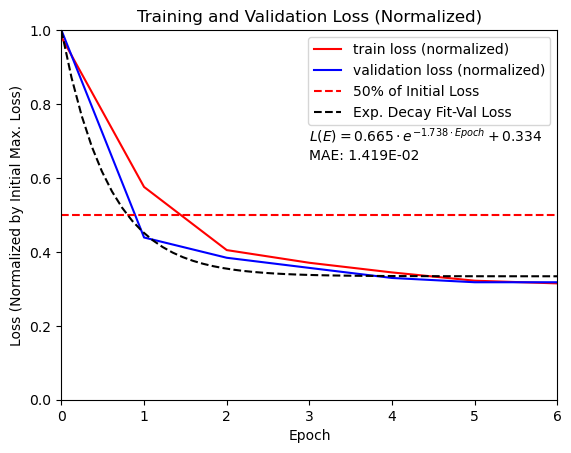 Training and Validation Loss (Normalized)
Loss (Normalized by Initial Max. Loss)
1.0
0.8
0.6
0.4
0.2
0.0
train loss (normalized)
validation loss (normalized)
50% of Initial Loss
Exp. Decay Fit-Val Loss
L(E) = 0.665 · e^{−1.738 · Epoch} + 0.334
MAE: 1.419E-02
0 1 2 3 4 5 6
Epoch